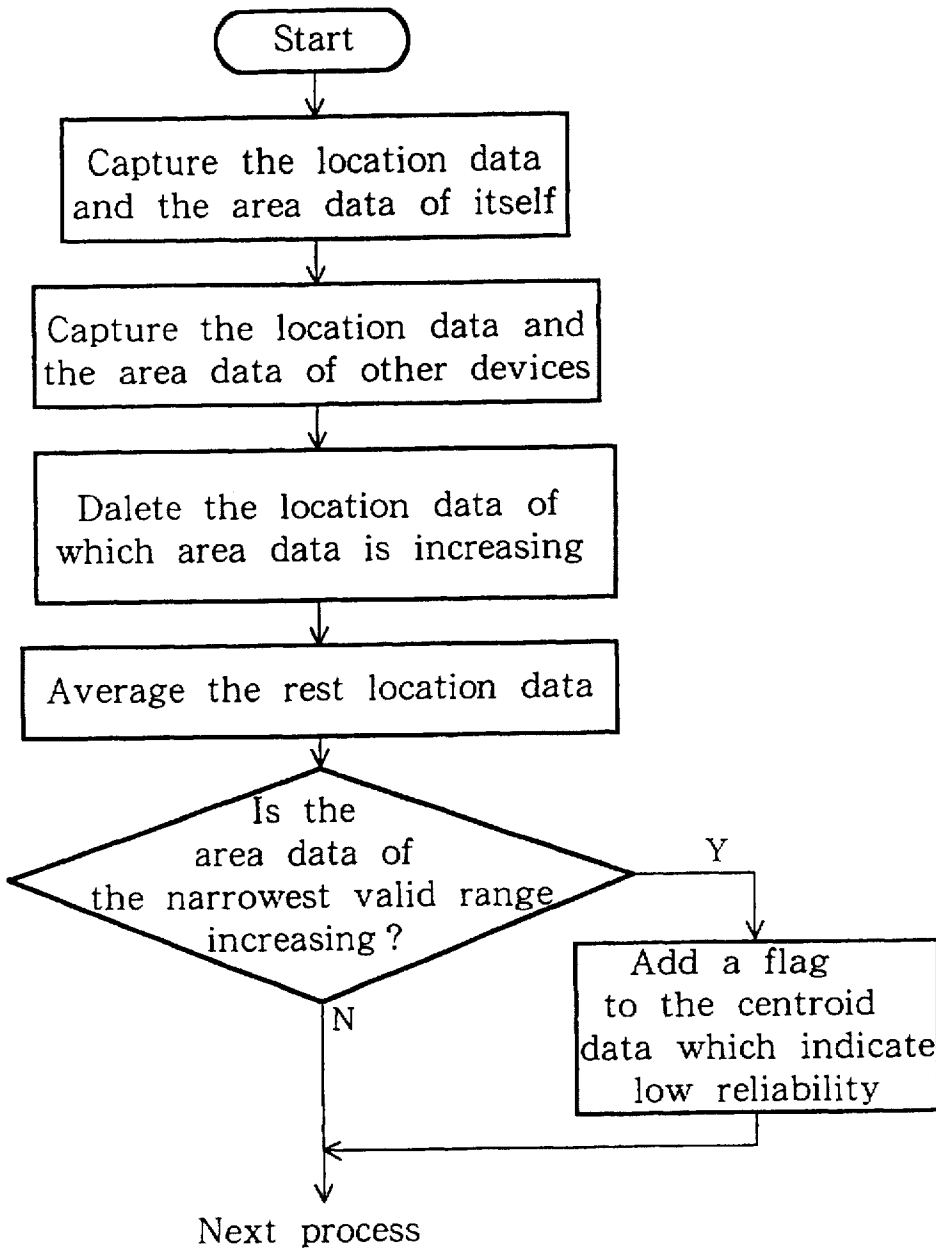 Start
Capture the location data
and the area data of itself
Capture the location data and
the area data of other devices
Dalete the location data of
which area data is increasing
Average the rest location data
Is the
area data of
the narrowest valid range
increasing ?
Y
N
Add a flag
to the centroid
data which indicate
low reliability
Next process